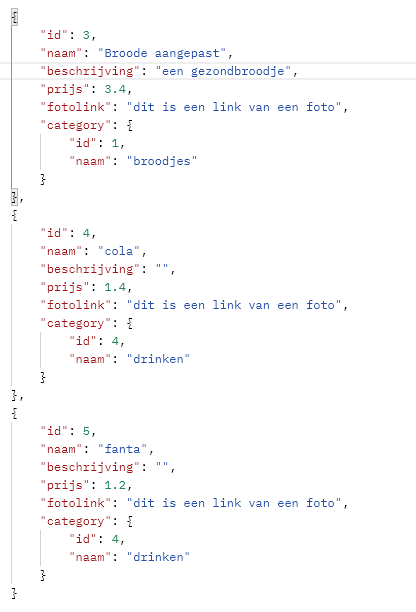 {
"id": 3,
"naam": "Broode aangepast",
"beschrijving": "een gezondbroodje",
"prijs": 3.4,
"fotolink": "dit is een link van een foto",
"category": {
"id": 1,
"naam": "broodjes"
}
},
{
"id": 4,
"naam": "cola",
"beschrijving": "",
"prijs": 1.4,
"fotolink": "dit is een link van een foto",
"category": {
"id": 4,
"naam": "drinken"
}
},
{
"id": 5,
"naam": "fanta",
"beschrijving": "",
"prijs": 1.2,
"fotolink": "dit is een link van een foto",
"category": {
"id": 4,
"naam": "drinken"
}
}